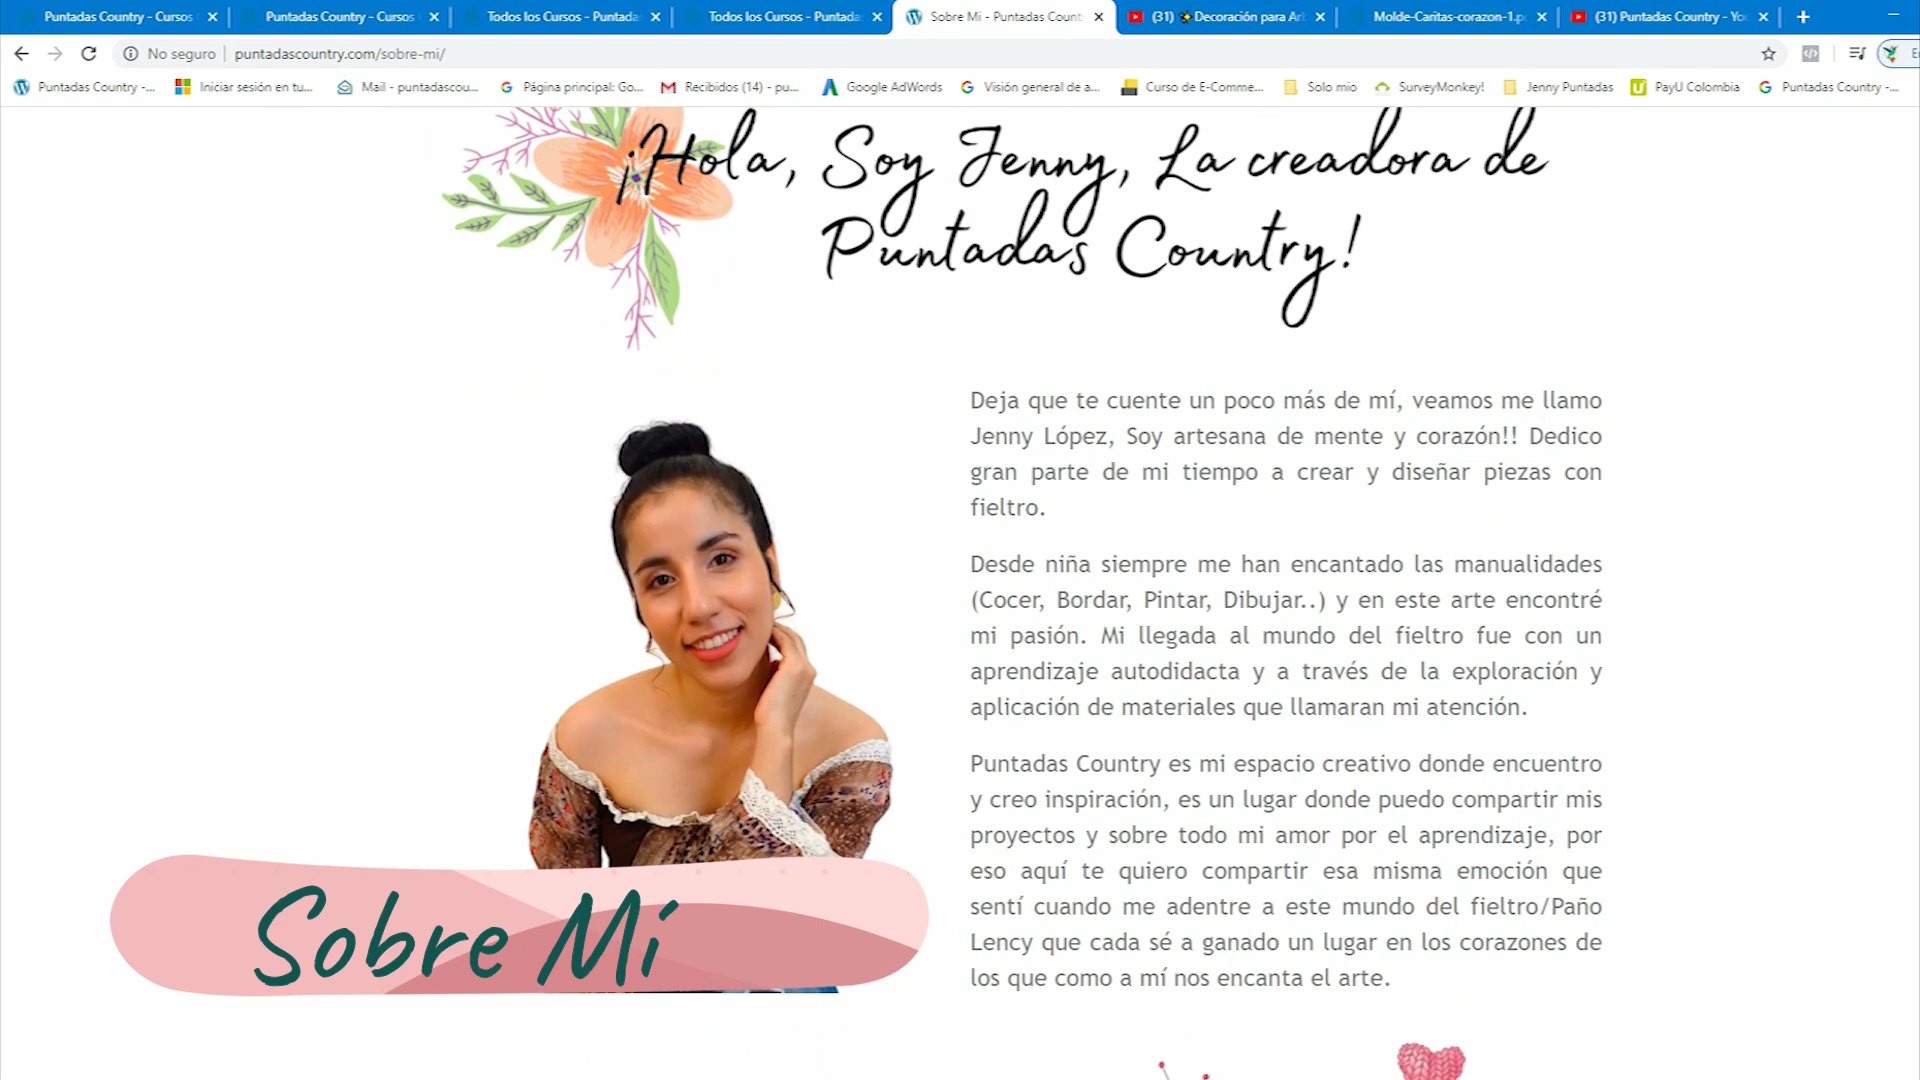 Puntadas Country - Cursos
Puntadas Country - Cursos
Todos los Cursos - Puntada
Todos los Cursos - Puntada
Sobre Mi - Puntadas Count
(31) Decoración para Ar
Molde-Caritas-corazon-1.p
(31) Puntadas Country - Yo
No seguro
puntadascountry.com/sobre-mi/
Puntadas Country -...
Iniciar sesión en tu...
Mail - puntadascou...
Página principal: Go...
Recibidos (14) - pu...
Google AdWords
Visión general de a...
Curso de E-Comme...
Solo mio
SurveyMonkey!
Jenny Puntadas
PayU Colombia
Puntadas Country -...
¡Hola, Soy Jenny, La creadora de
Puntadas Country!
Deja que te cuente un poco más de mí, veamos me llamo
Jenny López, Soy artesana de mente y corazón!! Dedico
gran parte de mi tiempo a crear y diseñar piezas con
fieltro.
Desde niña siempre me han encantado las manualidades
(Cocer, Bordar, Pintar, Dibujar..) y en este arte encontré
mi pasión. Mi llegada al mundo del fieltro fue con un
aprendizaje autodidacta y a través de la exploración y
aplicación de materiales que llamaran mi atención.
Puntadas Country es mi espacio creativo donde encuentro
y creo inspiración, es un lugar donde puedo compartir mis
proyectos y sobre todo mi amor por el aprendizaje, por
eso aquí te quiero compartir esa misma emoción que
sentí cuando me adentre a este mundo del fieltro/Paño
Lency que cada sé a ganado un lugar en los corazones de
los que como a mí nos encanta el arte.
Sobre Mí